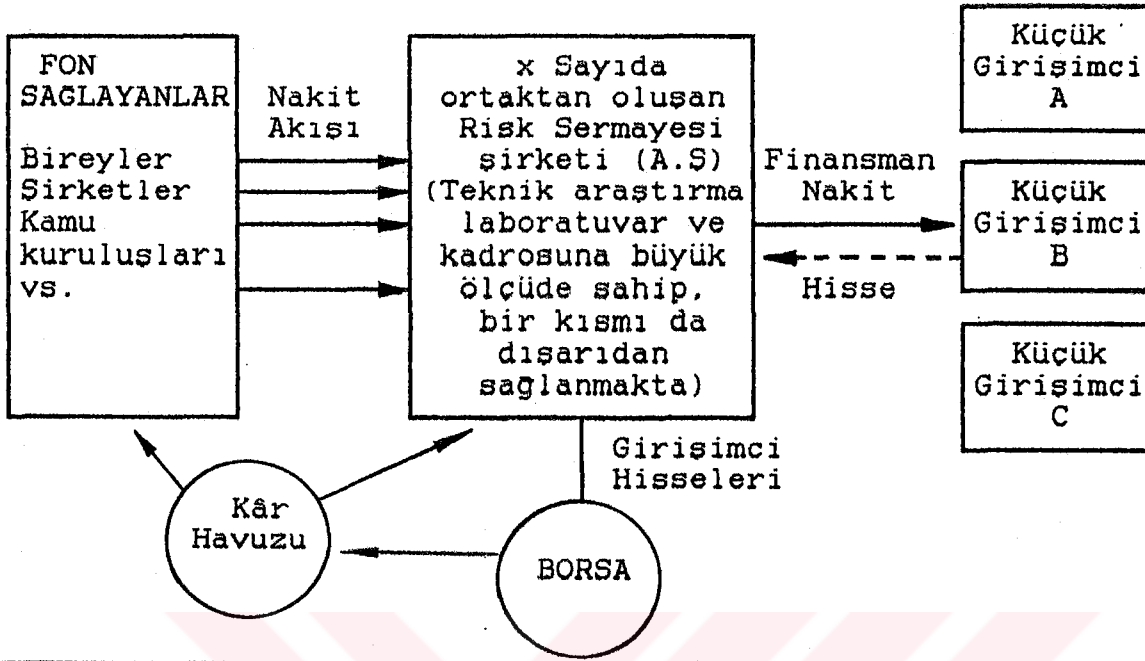 FON
SAGLAYANLAR
Bireyler
Şirketler
Kamu
kuruluşları
vs.
Nakit
Akışı
x Sayıda
ortaktan oluşan
Risk Sermayesi
şirketi (A.Ş)
(Teknik araştırma
laboratuvar ve
kadrosuna büyük
ölçüde sahip,
bir kısmı da
dışarıdan
sağlanmakta)
Finansman
Nakit
Hisse
Küçük
Girişimci
A
Küçük
Girişimci
B
Küçük
Girişimci
C
Girişimci
Hisseleri
Kâr
Havuzu
BORSA